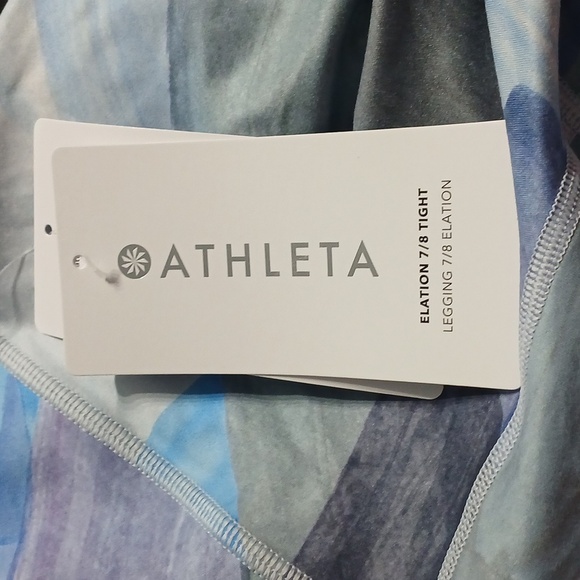 ATHLETA
ELATION 7/8 TIGHT
LEGGING 7/8 ELATION